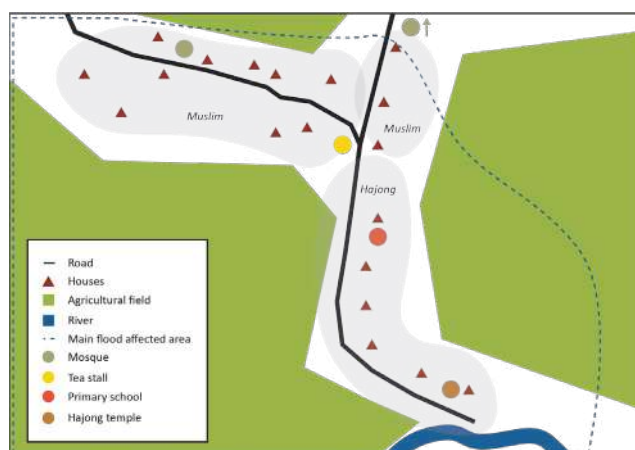 Muslim
Muslim
Hajong
Road
Houses
Agricultural field
River
Main flood affected area
Mosque
Tea stall
Primary school
Hajong temple